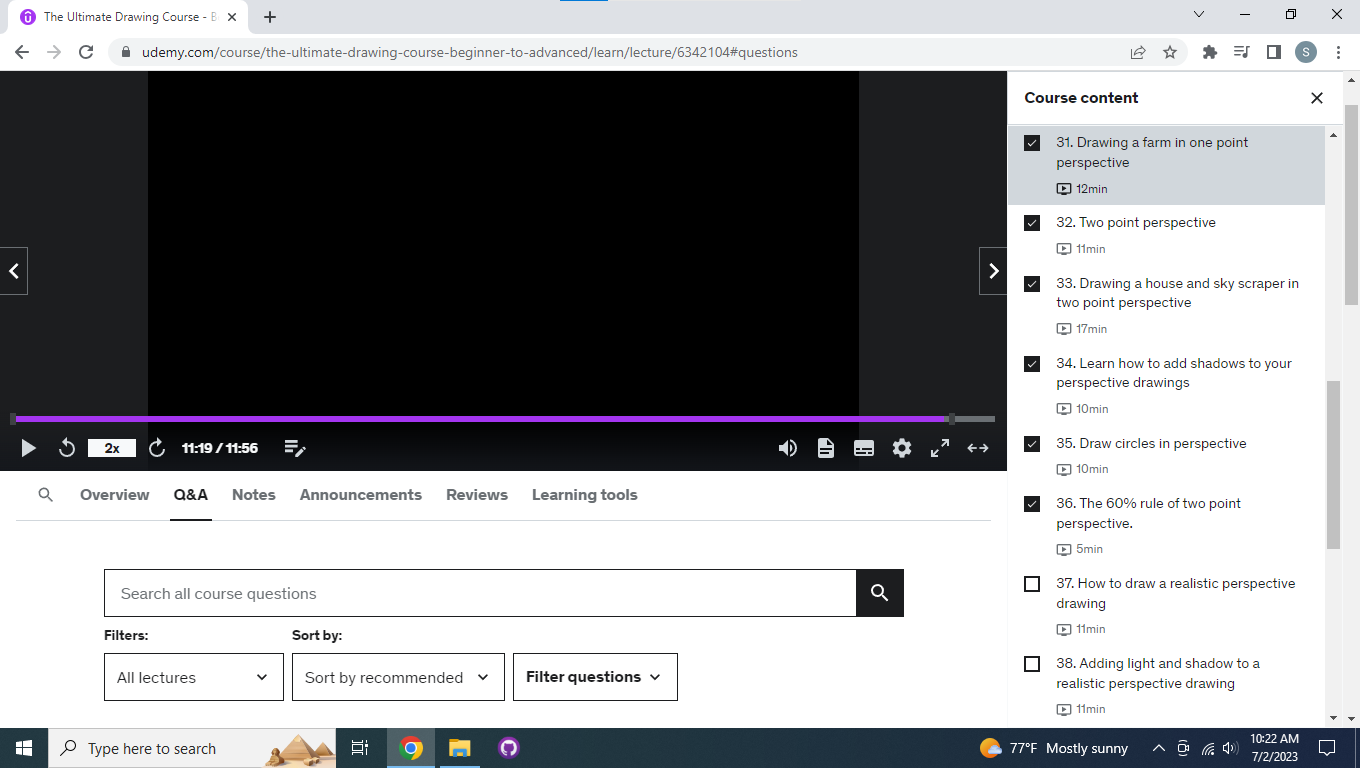 The Ultimate Drawing Course - B
udemy.com/course/the-ultimate-drawing-course-beginner-to-advanced/learn/lecture/6342104#questions
S
Course content
31. Drawing a farm in one point
perspective
12min
32. Two point perspective
11min
33. Drawing a house and sky scraper in
two point perspective
17min
34. Learn how to add shadows to your
perspective drawings
10min
35. Draw circles in perspective
10min
36. The 60% rule of two point
perspective.
5min
37. How to draw a realistic perspective
drawing
11min
38. Adding light and shadow to a
realistic perspective drawing
11min
2x
11:19 / 11:56
Overview Q&A Notes Announcements Reviews Learning tools
Search all course questions
Filters: Sort by:
All lectures Sort by recommended Filter questions
Type here to search
77°F Mostly sunny
10:22 AM
7/2/2023